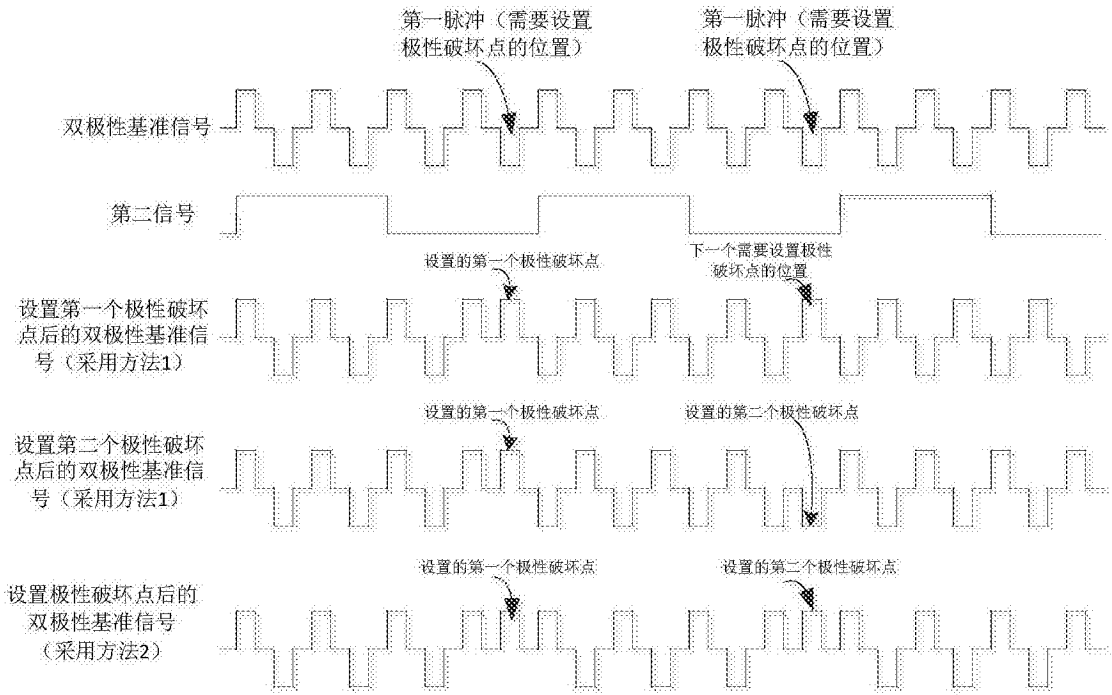 第一脉冲（需要设置
极性破坏点的位置）
第一脉冲（需要设置
极性破坏点的位置）
双极性基准信号
第二信号
设置的第一个极性破坏点
下一个需要设置极性
破坏点的位置
设置第一个极性破坏
点后的双极性基准信
号（采用方法1）
设置的第一个极性破坏点
设置的第二个极性破坏点
设置第二个极性破坏
点后的双极性基准信
号（采用方法1）
设置的第一个极性破坏点
设置的第二个极性破坏点
设置极性破坏点后的
双极性基准信号
（采用方法2）